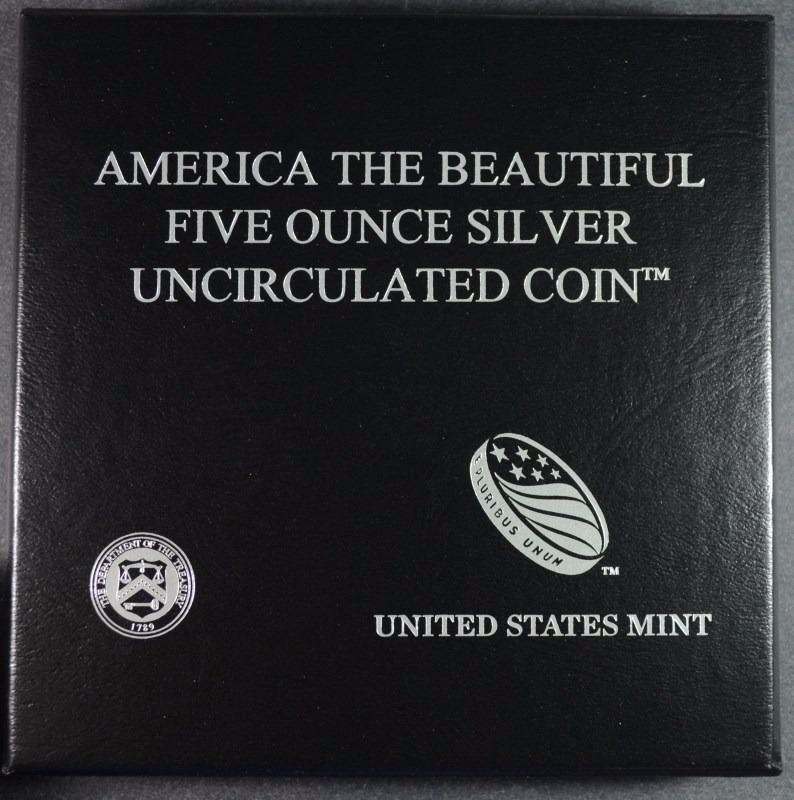 AMERICA THE BEAUTIFUL
FIVE OUNCE SILVER
UNCIRCULATED COIN™
E PLURIBUS UNUM
™
THE DEPARTMENT OF THE TREASURY
1789
UNITED STATES MINT